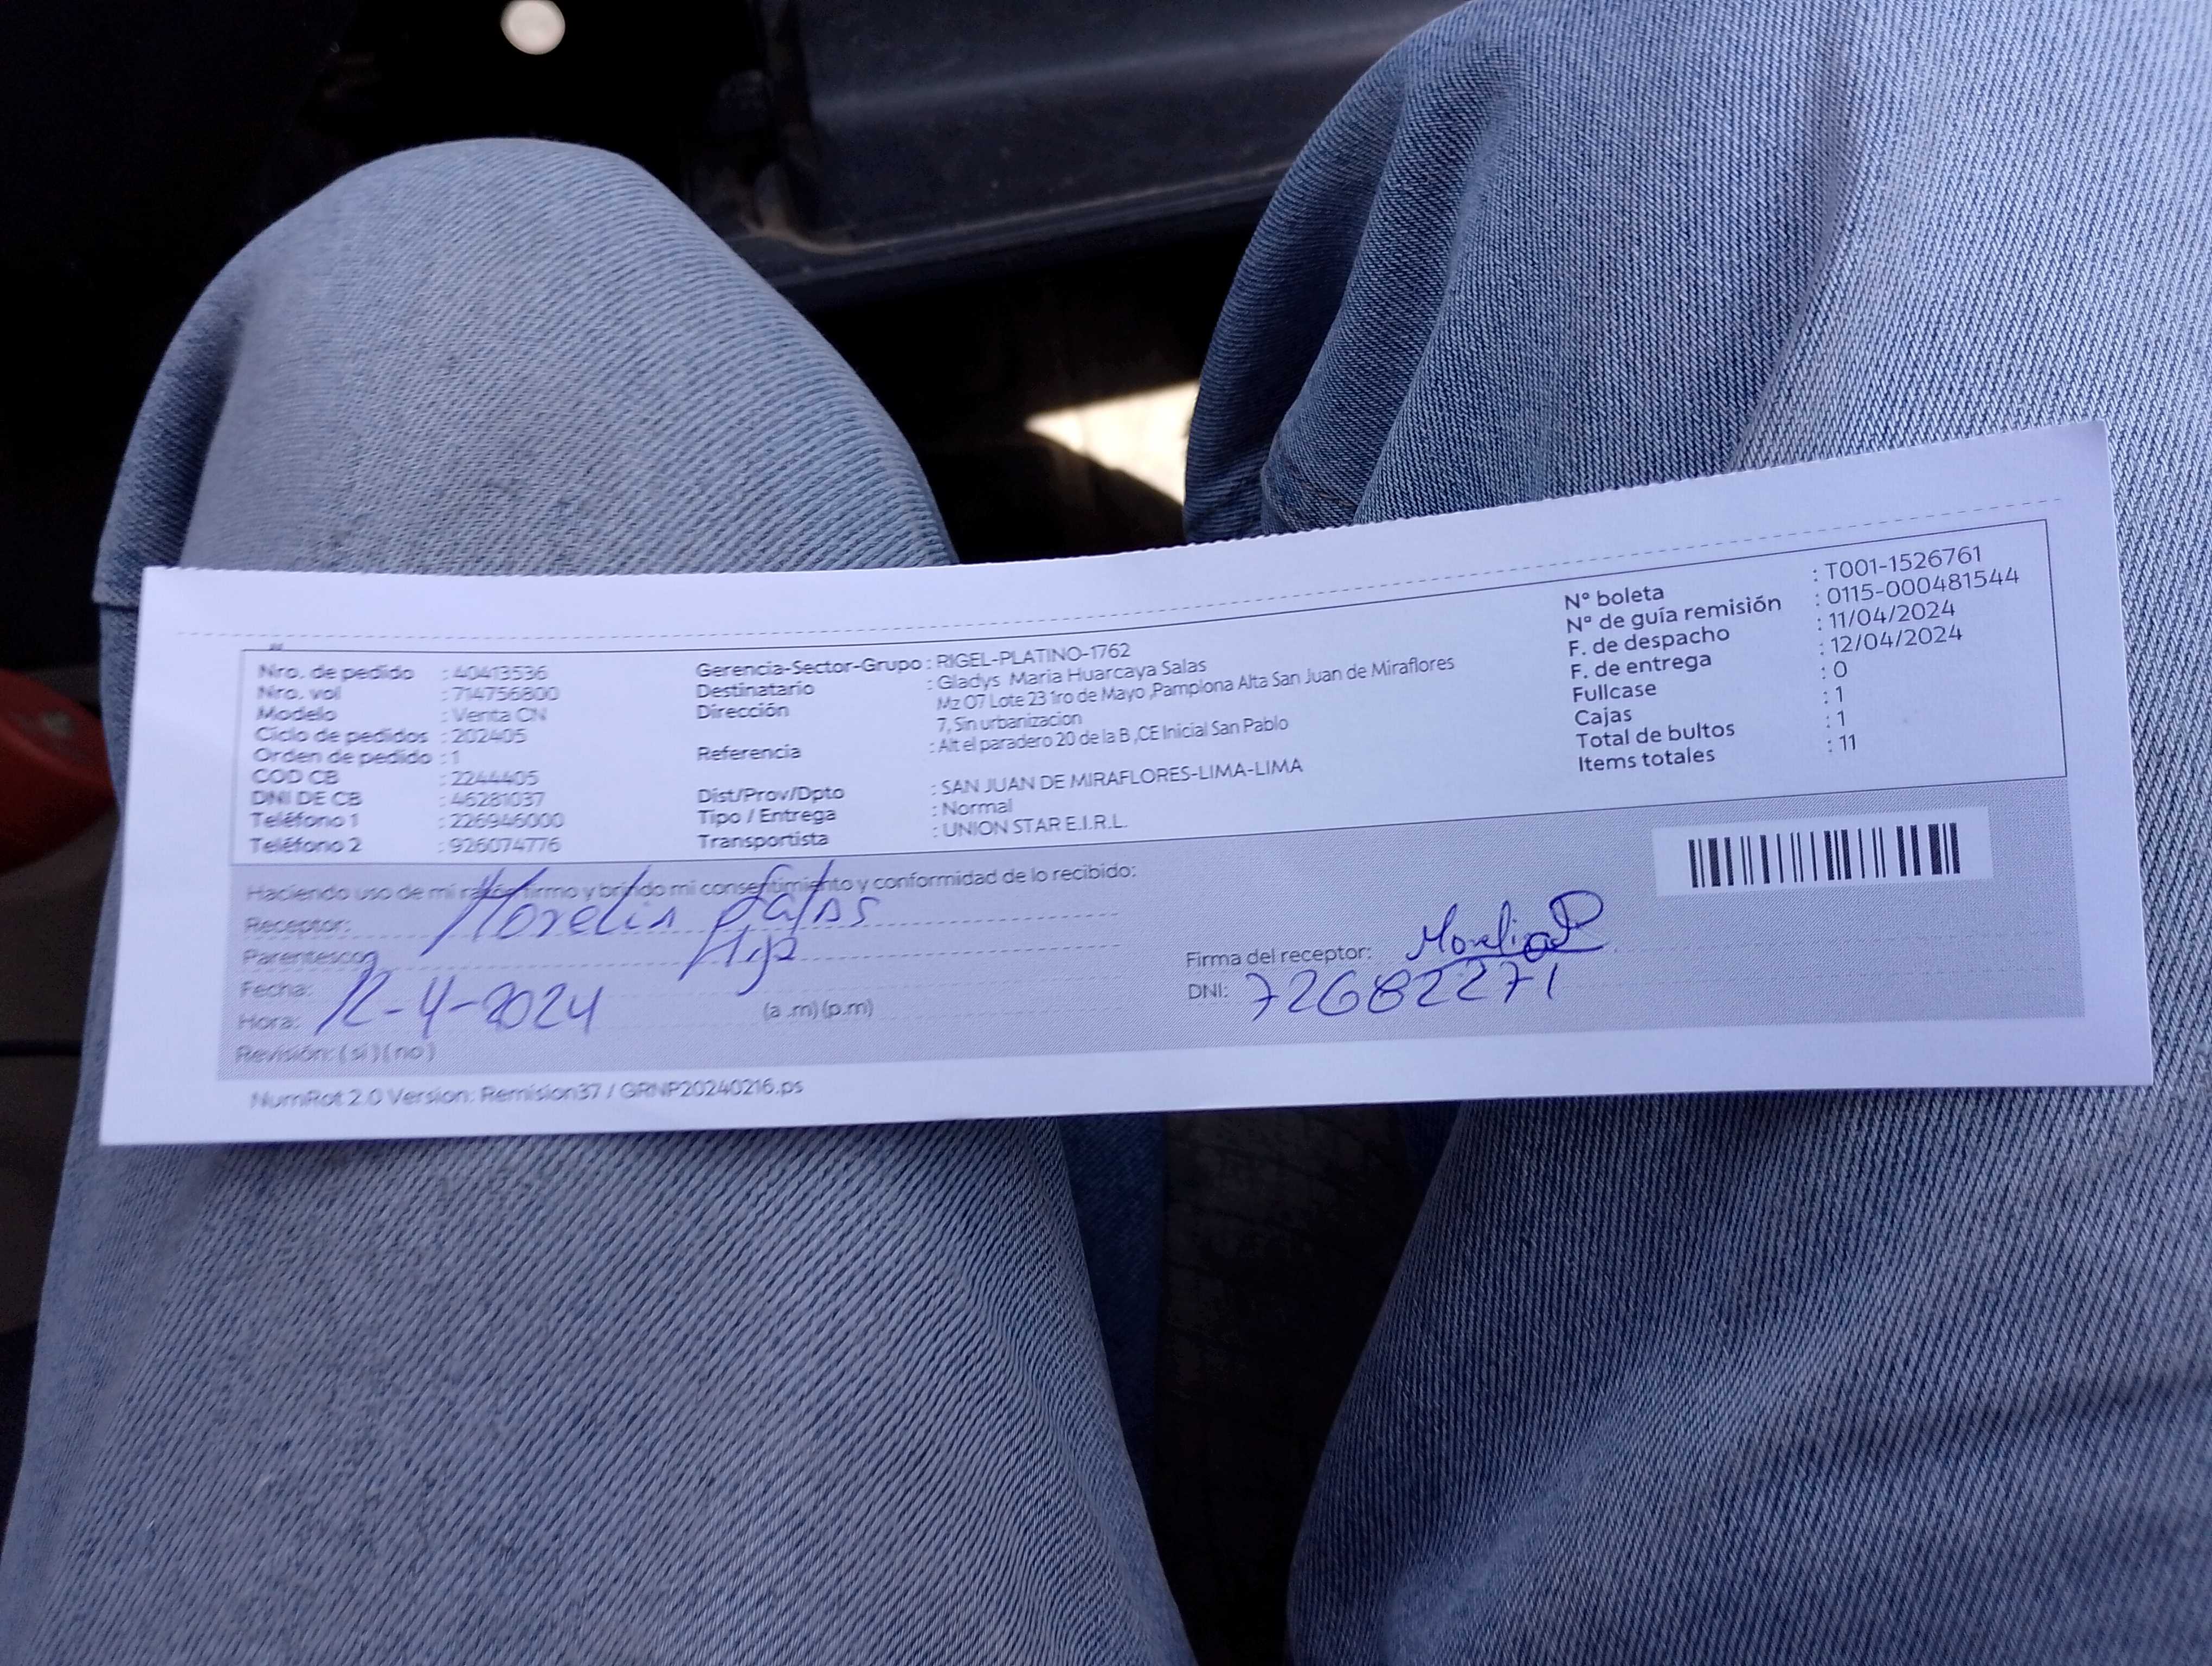 Nro. de pedido : 40413536
Nro. vol : 714756800
Modelo : Venta CN
Ciclo de pedidos : 202405
Orden de pedido : 1
COD CB : 2244405
DNI DE CB : 46281037
Teléfono 1 : 226946000
Teléfono 2 : 926074776
Gerencia-Sector-Grupo : RIGEL-PLATINO-1762
Destinatario : Gladys Maria Huarcaya Salas
Dirección Mz O7 Lote 23 1ro de Mayo ,Pamplona Alta San Juan de Miraflores
7, Sin urbanizacion
Referencia : Alt el paradero 20 de la B ,CE Inicial San Pablo
Dist/Prov/Dpto : SAN JUAN DE MIRAFLORES-LIMA-LIMA
Tipo / Entrega : Normal
Transportista : UNION STAR E.I.R.L.
N° boleta : T001-1526761
N° de guía remisión : 0115-000481544
F. de despacho : 11/04/2024
F. de entrega : 12/04/2024
Fullcase : 0
Cajas : 1
Total de bultos : 1
Items totales : 11
Haciendo uso de mi razón firmo y brindo mi consentimiento y conformidad de lo recibido:
Receptor: Morelia Salas
Parentesco:
Fecha: 12-4-2024
Hora: (a .m) (p.m)
Revisión: ( si ) ( no )
Firma del receptor: Morelia
DNI: 72682271
NumRot 2.0 Version: Remision37 / GRNP20240216.ps